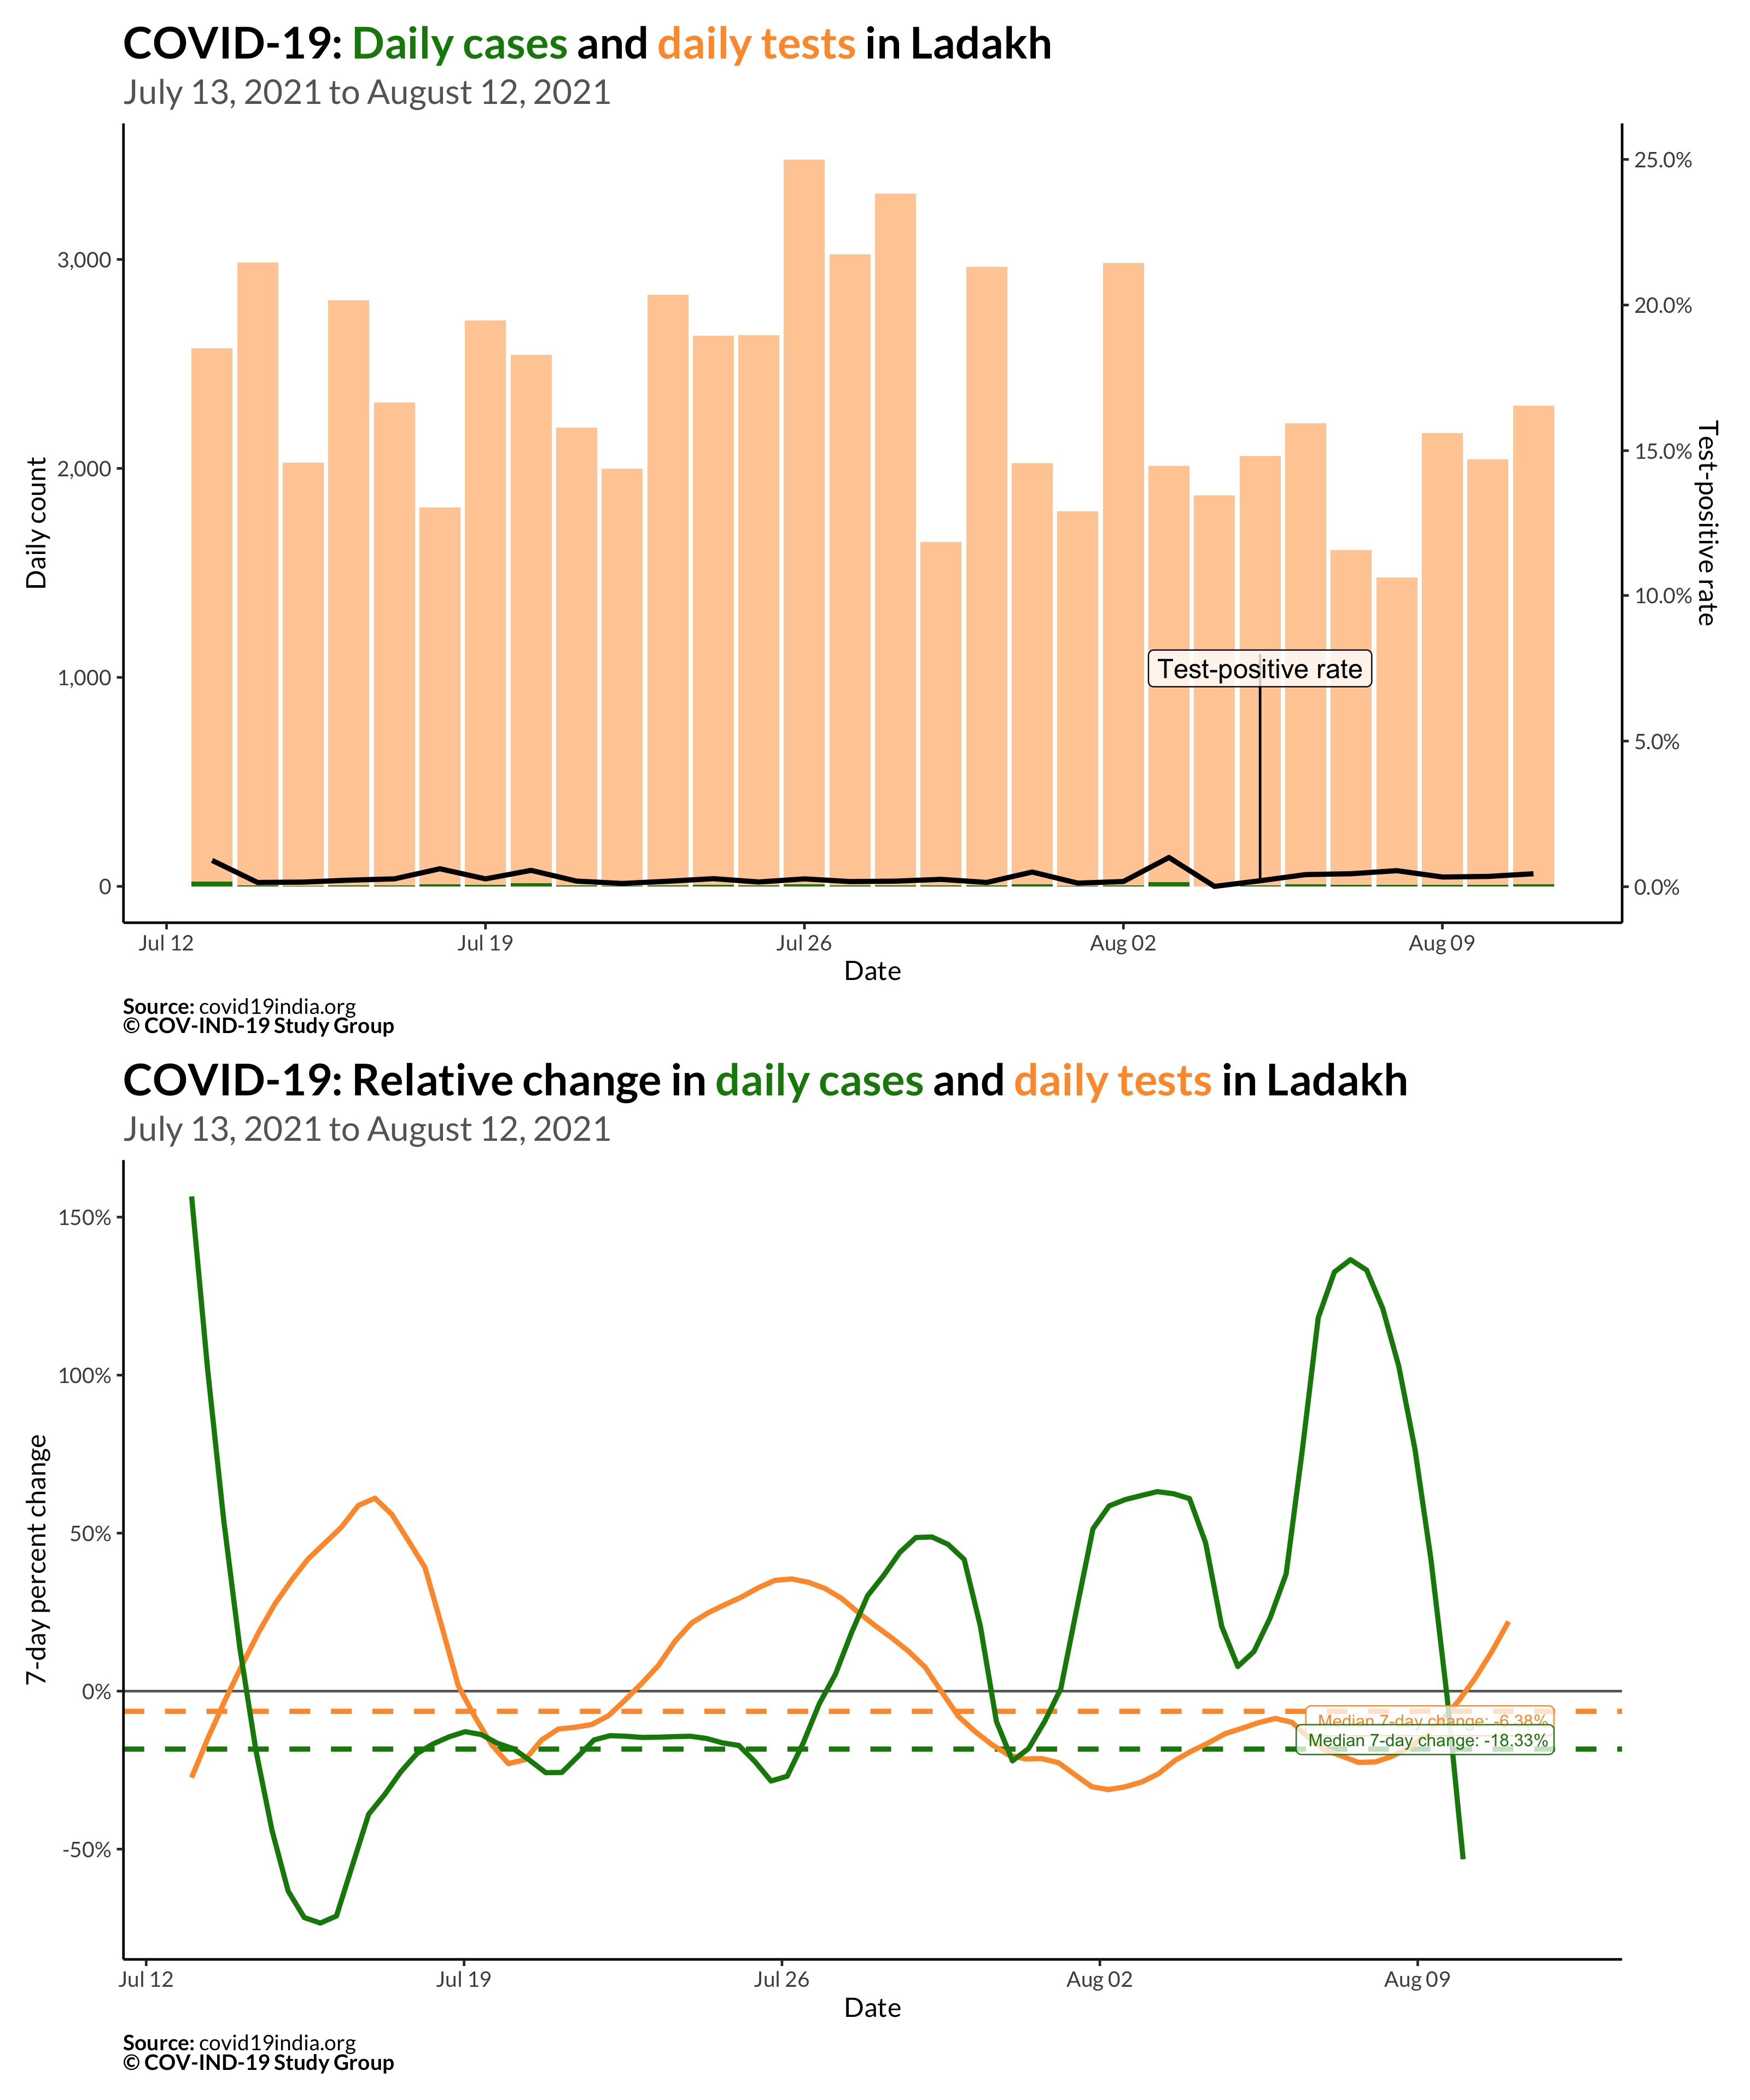 COVID-19: Daily cases and daily tests in Ladakh
July 13, 2021 to August 12, 2021
25.0%
3,000
20.0%
15.0%
2,000
Daily count
Test-positive rate
10.0%
Test-positive rate
1,000
5.0%
0
0.0%
Jul 12
Jul 19
Jul 26
Aug 02
Aug 09
Date
Source: covid19india.org
© COV-IND-19 Study Group
COVID-19: Relative change in daily cases and daily tests in Ladakh
July 13, 2021 to August 12, 2021
150%
100%
50%
7-day percent change
0%
Median 7-day change: -6.38%
Median 7-day change: -18.33%
-50%
Jul 12
Jul 19
Jul 26
Aug 02
Aug 09
Date
Source: covid19india.org
© COV-IND-19 Study Group